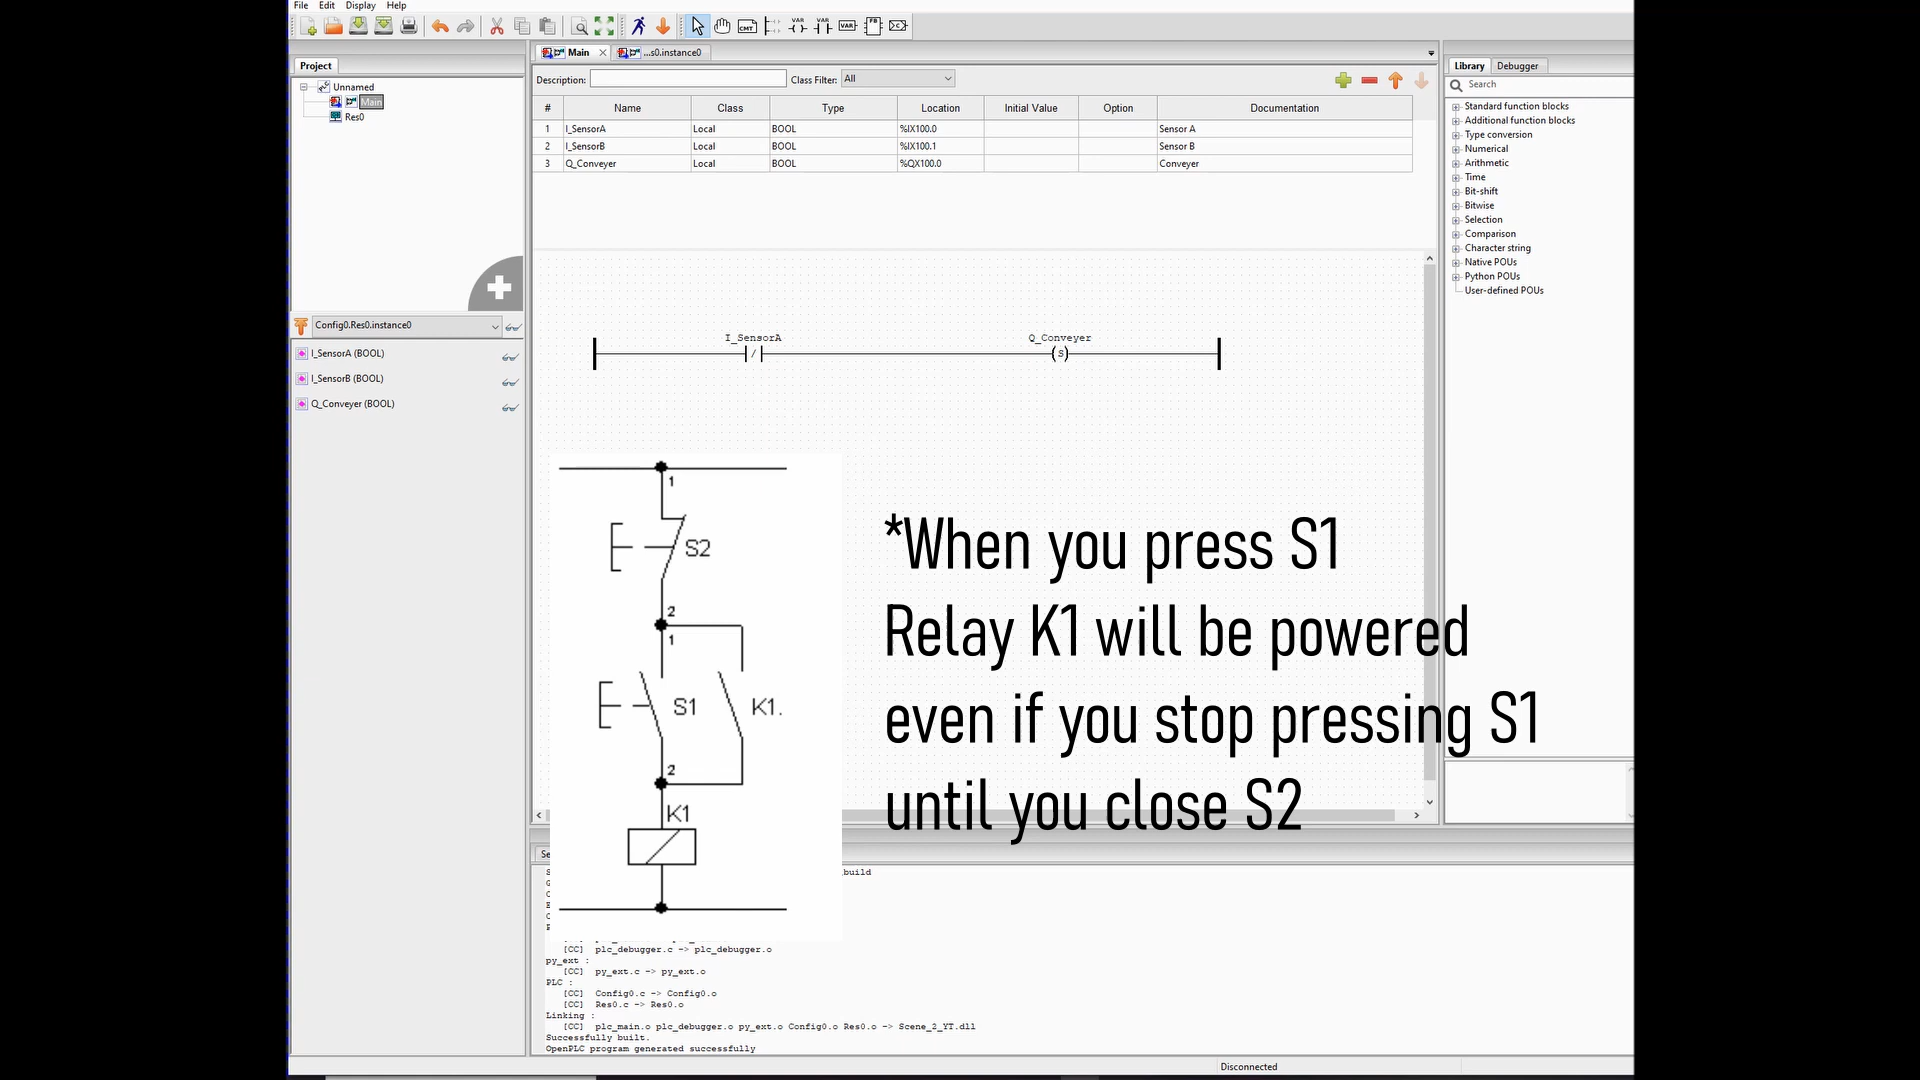 File Edit Display Help
CMT VAR VAR VAR FB
Project
Unnamed
Main
Res0
Config0.Res0.instance0
I_SensorA (BOOL)
I_SensorB (BOOL)
Q_Conveyer (BOOL)
Main ...s0.instance0
Description: Class Filter: All
# Name Class Type Location Initial Value Option Documentation
1 I_SensorA Local BOOL %IX100.0 Sensor A
2 I_SensorB Local BOOL %IX100.1 Sensor B
3 Q_Conveyer Local BOOL %QX100.0 Conveyer
I_SensorA Q_Conveyer
/ S
1
S2
2
1
S1 K1.
2
K1
*When you press S1
Relay K1 will be powered
even if you stop pressing S1
until you close S2
Library Debugger
Search
Standard function blocks
Additional function blocks
Type conversion
Numerical
Arithmetic
Time
Bit-shift
Bitwise
Selection
Comparison
Character string
Native POUs
Python POUs
User-defined POUs
Se
build
[CC] plc_debugger.c -> plc_debugger.o
py_ext :
[CC] py_ext.c -> py_ext.o
PLC :
[CC] Config0.c -> Config0.o
[CC] Res0.c -> Res0.o
Linking :
[CC] plc_main.o plc_debugger.o py_ext.o Config0.o Res0.o -> Scene_2_YT.dll
Successfully built.
OpenPLC program generated successfully
Disconnected